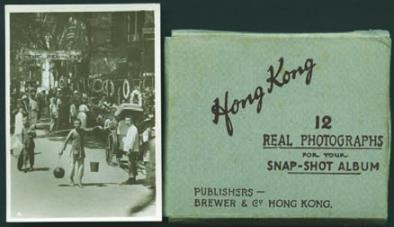 Hong Kong
12
REAL PHOTOGRAPHS
FOR YOUR
SNAP-SHOT ALBUM
PUBLISHERS—
BREWER & Cº HONG KONG.